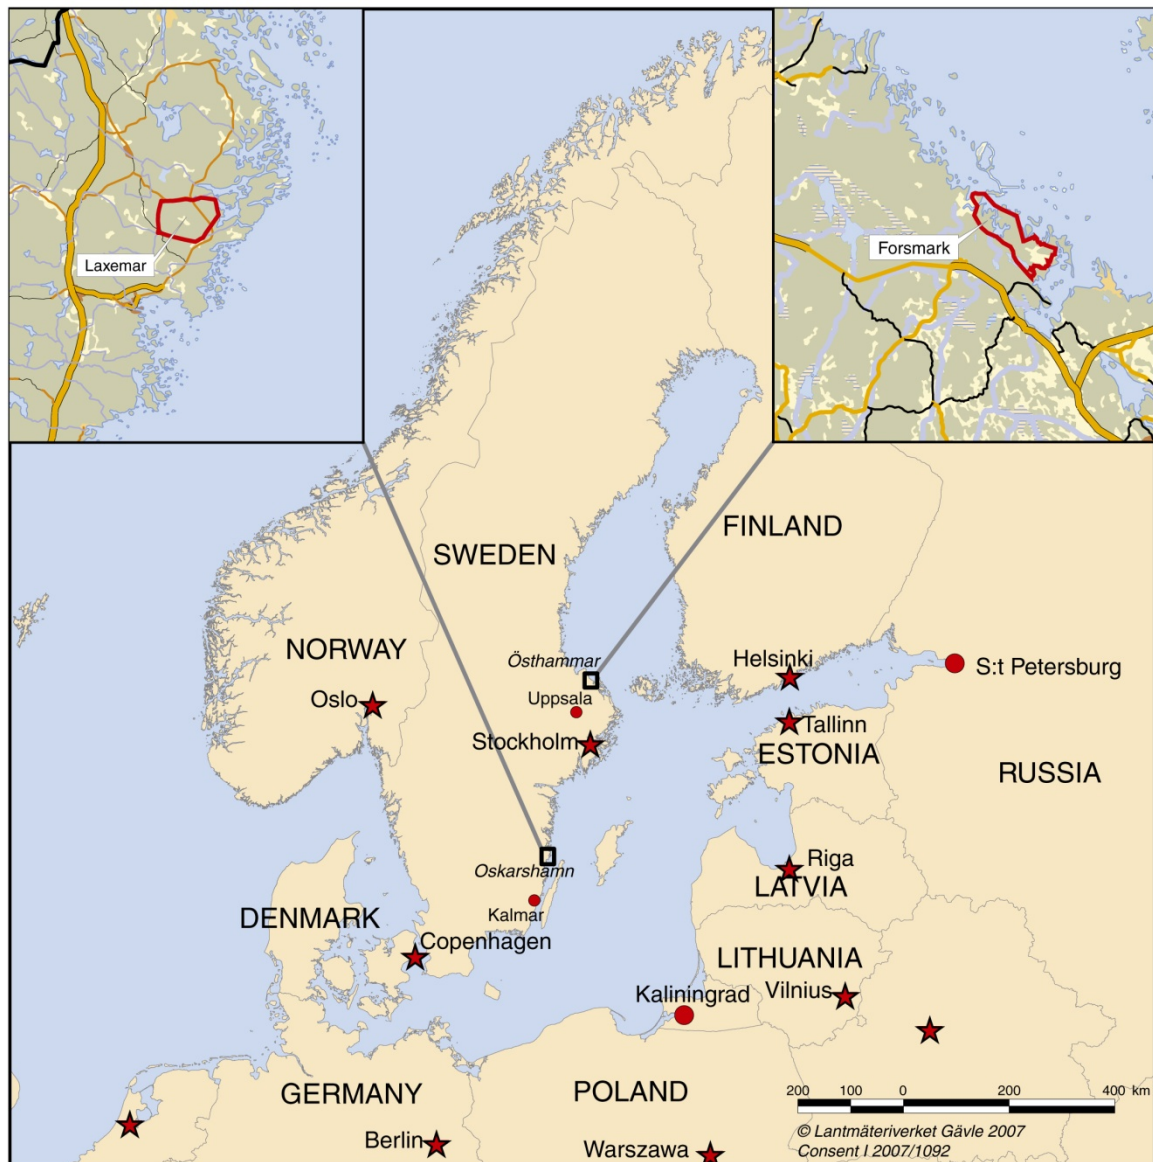 Laxemar
Forsmark
FINLAND
SWEDEN
NORWAY
Östhammar
Helsinki
S:t Petersburg
Oslo
Uppsala
Tallinn
Stockholm
ESTONIA
RUSSIA
Oskarshamn
Riga
LATVIA
Kalmar
DENMARK
Copenhagen
LITHUANIA
Kaliningrad
Vilnius
GERMANY
POLAND
200 100 0 200 400 km
© Lantmäteriverket Gävle 2007
Consent I 2007/1092
Berlin
Warszawa